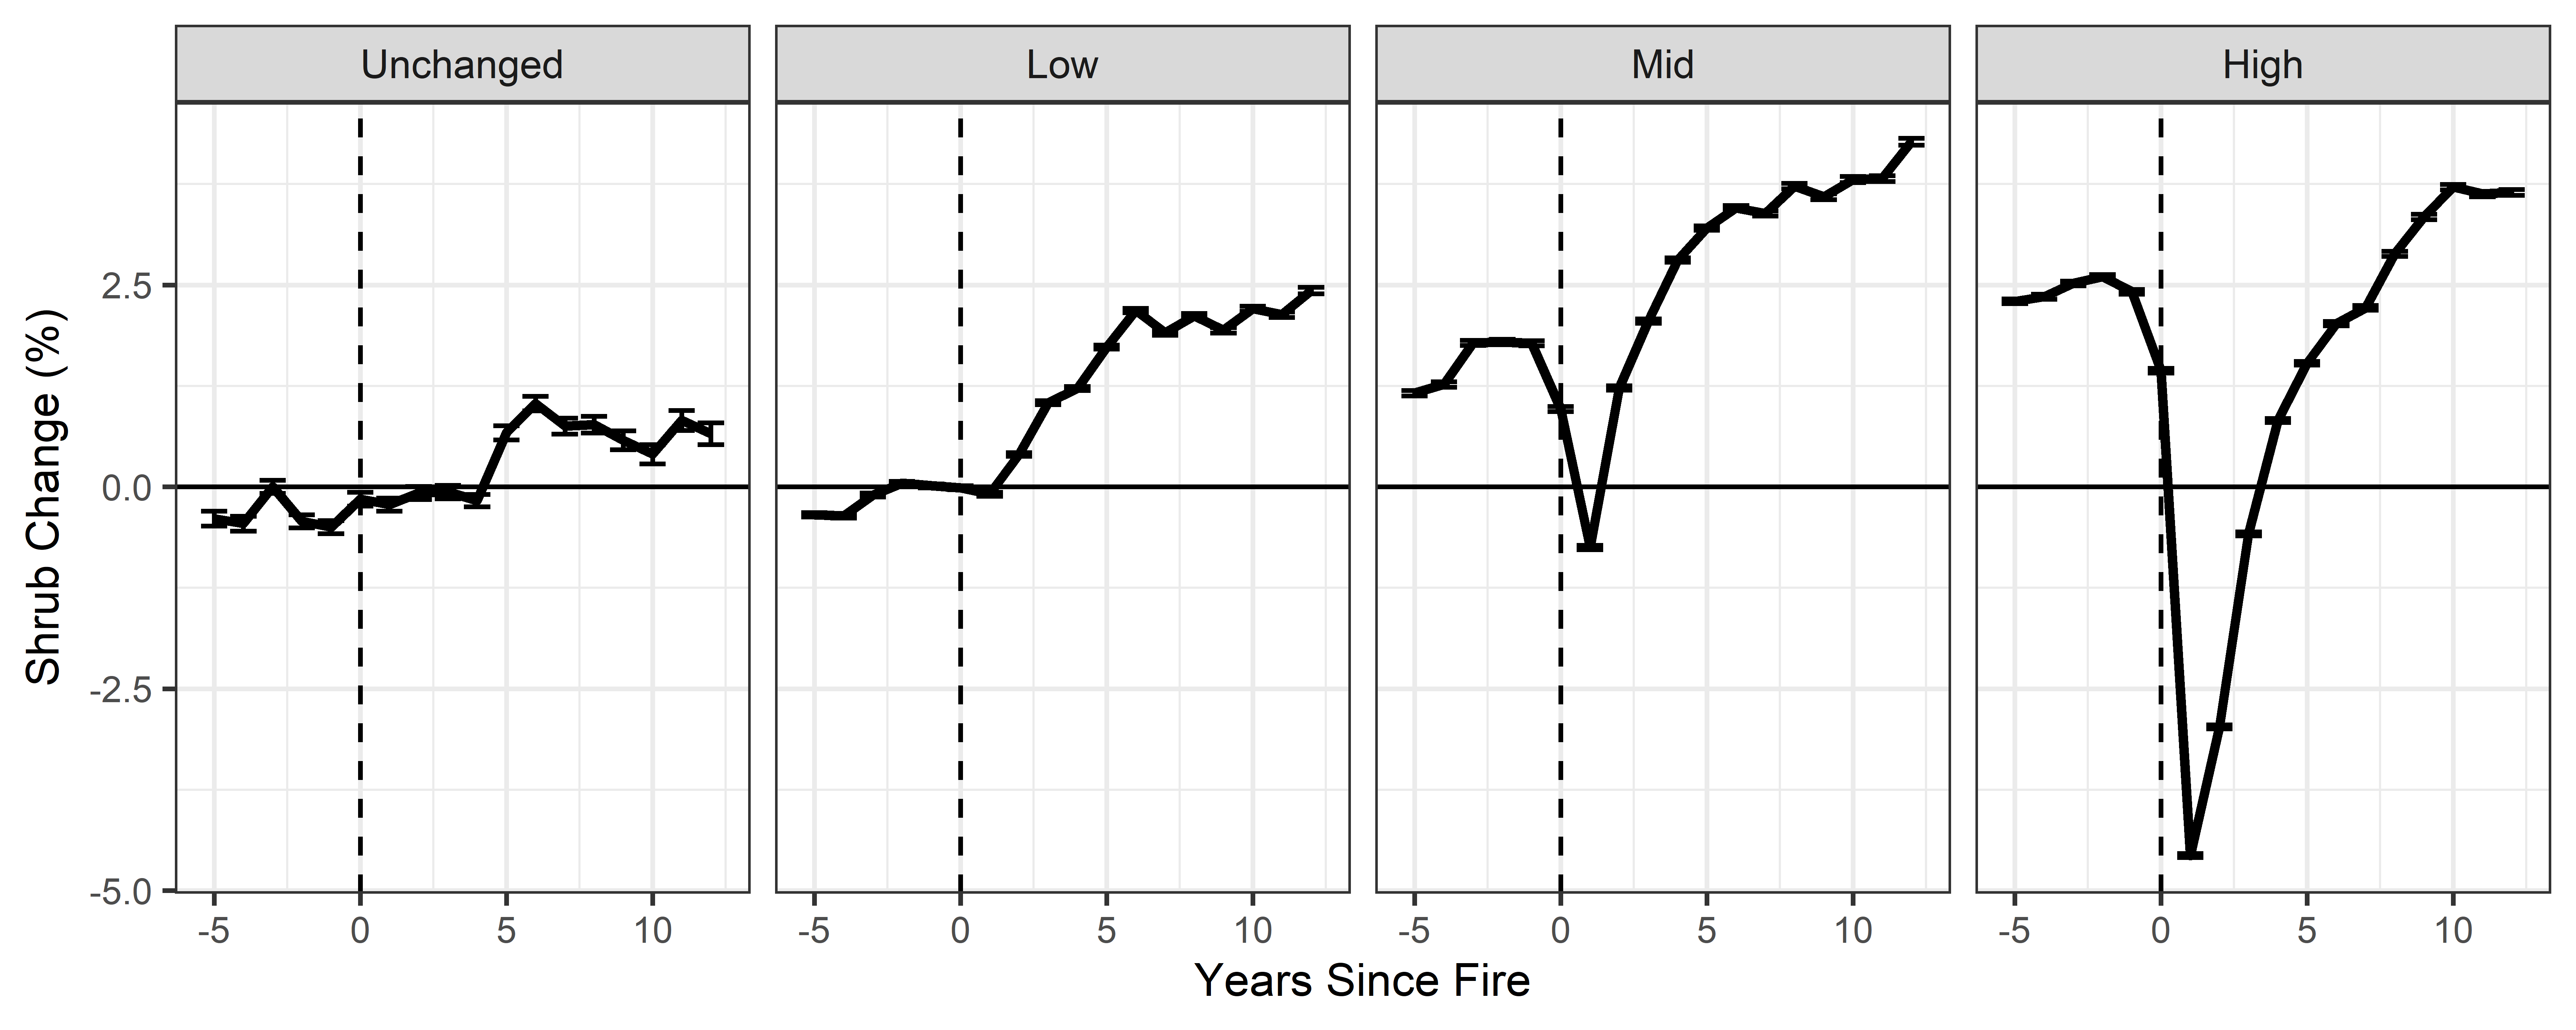 Unchanged Low Mid High
Shrub Change (%)
2.5
0.0
-2.5
-5.0
-5 0 5 10 -5 0 5 10 -5 0 5 10 -5 0 5 10
Years Since Fire